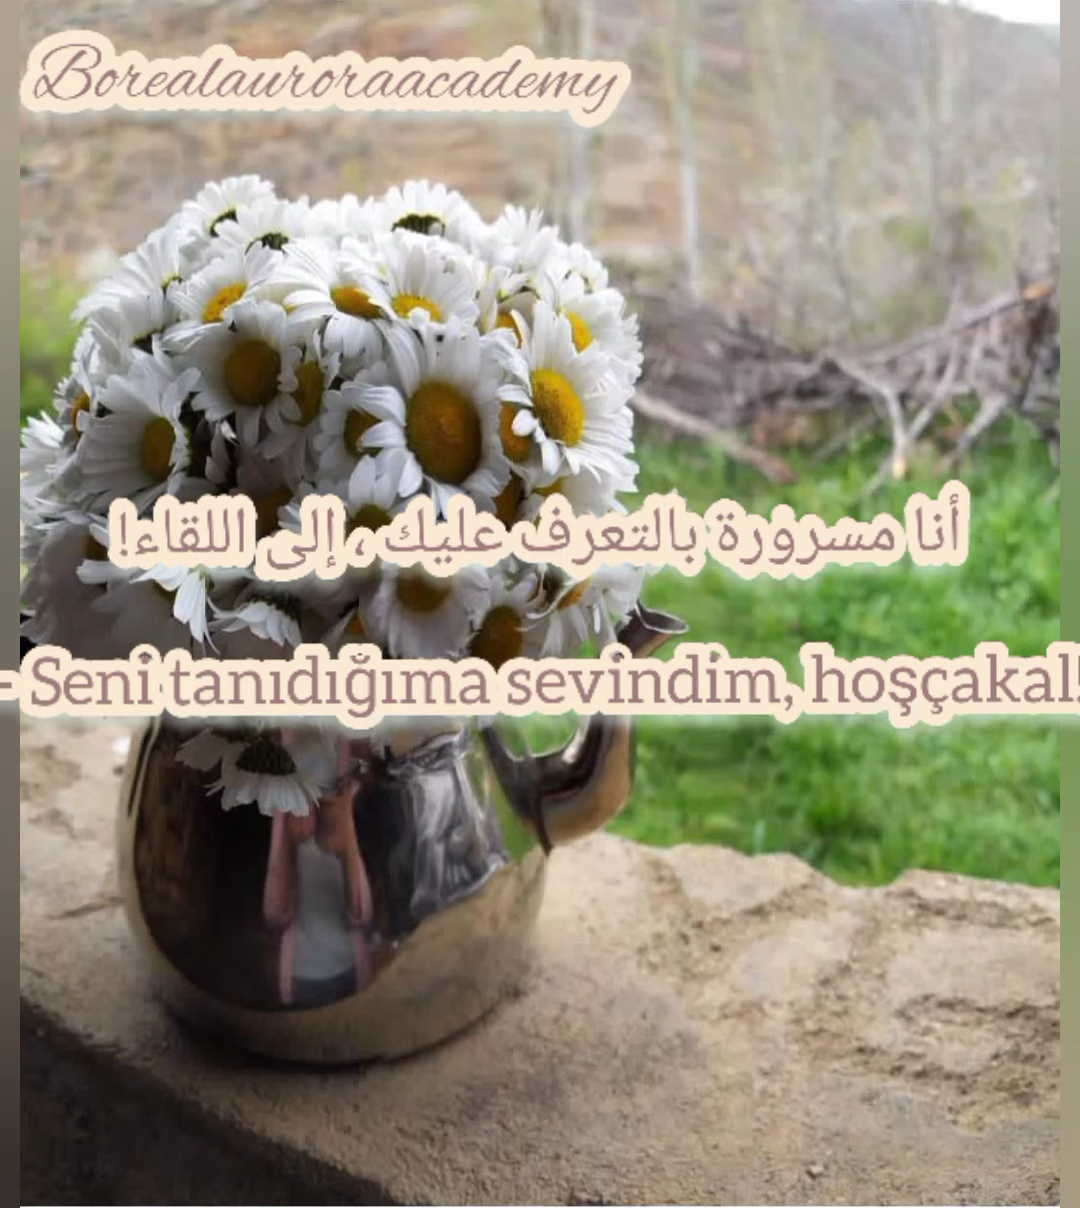 Borealauroraacademy
أنا مسرورة بالتعرف عليك ، إلى اللقاء!
- Seni tanıdığıma sevindim, hoşçakal!